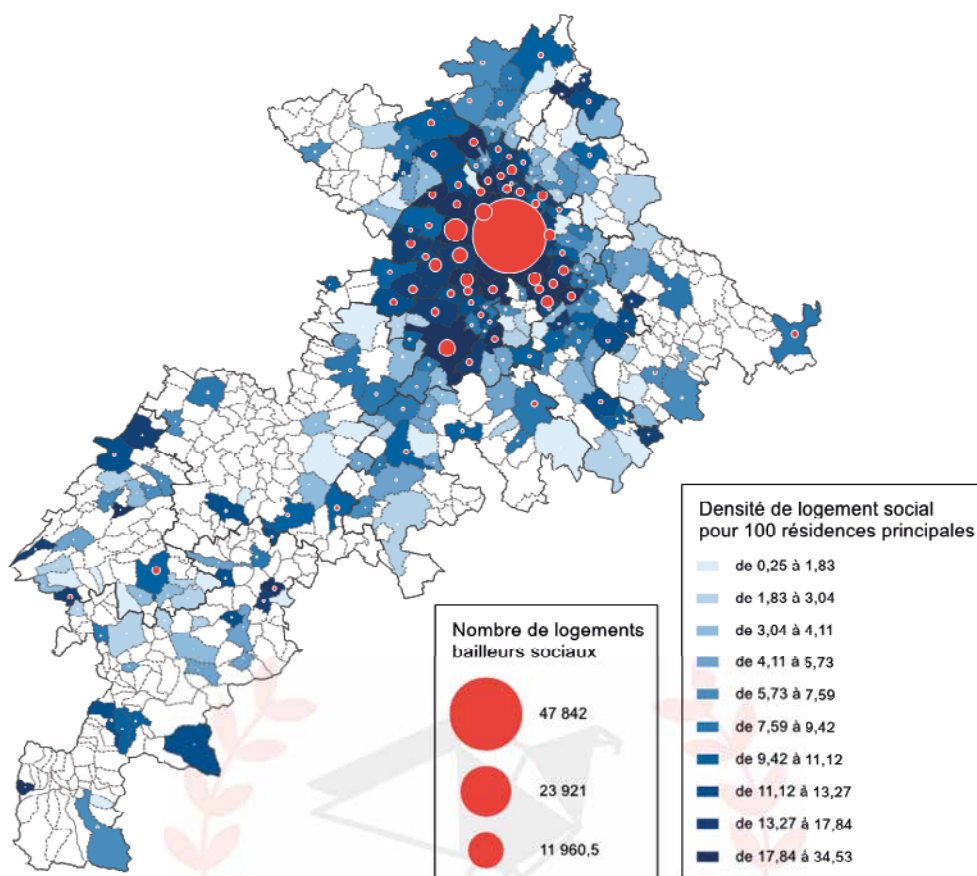 Densité de logement social
pour 100 résidences principales
de 0,25 à 1,83
de 1,83 à 3,04
de 3,04 à 4,11
de 4,11 à 5,73
de 5,73 à 7,59
de 7,59 à 9,42
de 9,42 à 11,12
de 11,12 à 13,27
de 13,27 à 17,84
de 17,84 à 34,53
Nombre de logements
bailleurs sociaux
47 842
23 921
11 960,5